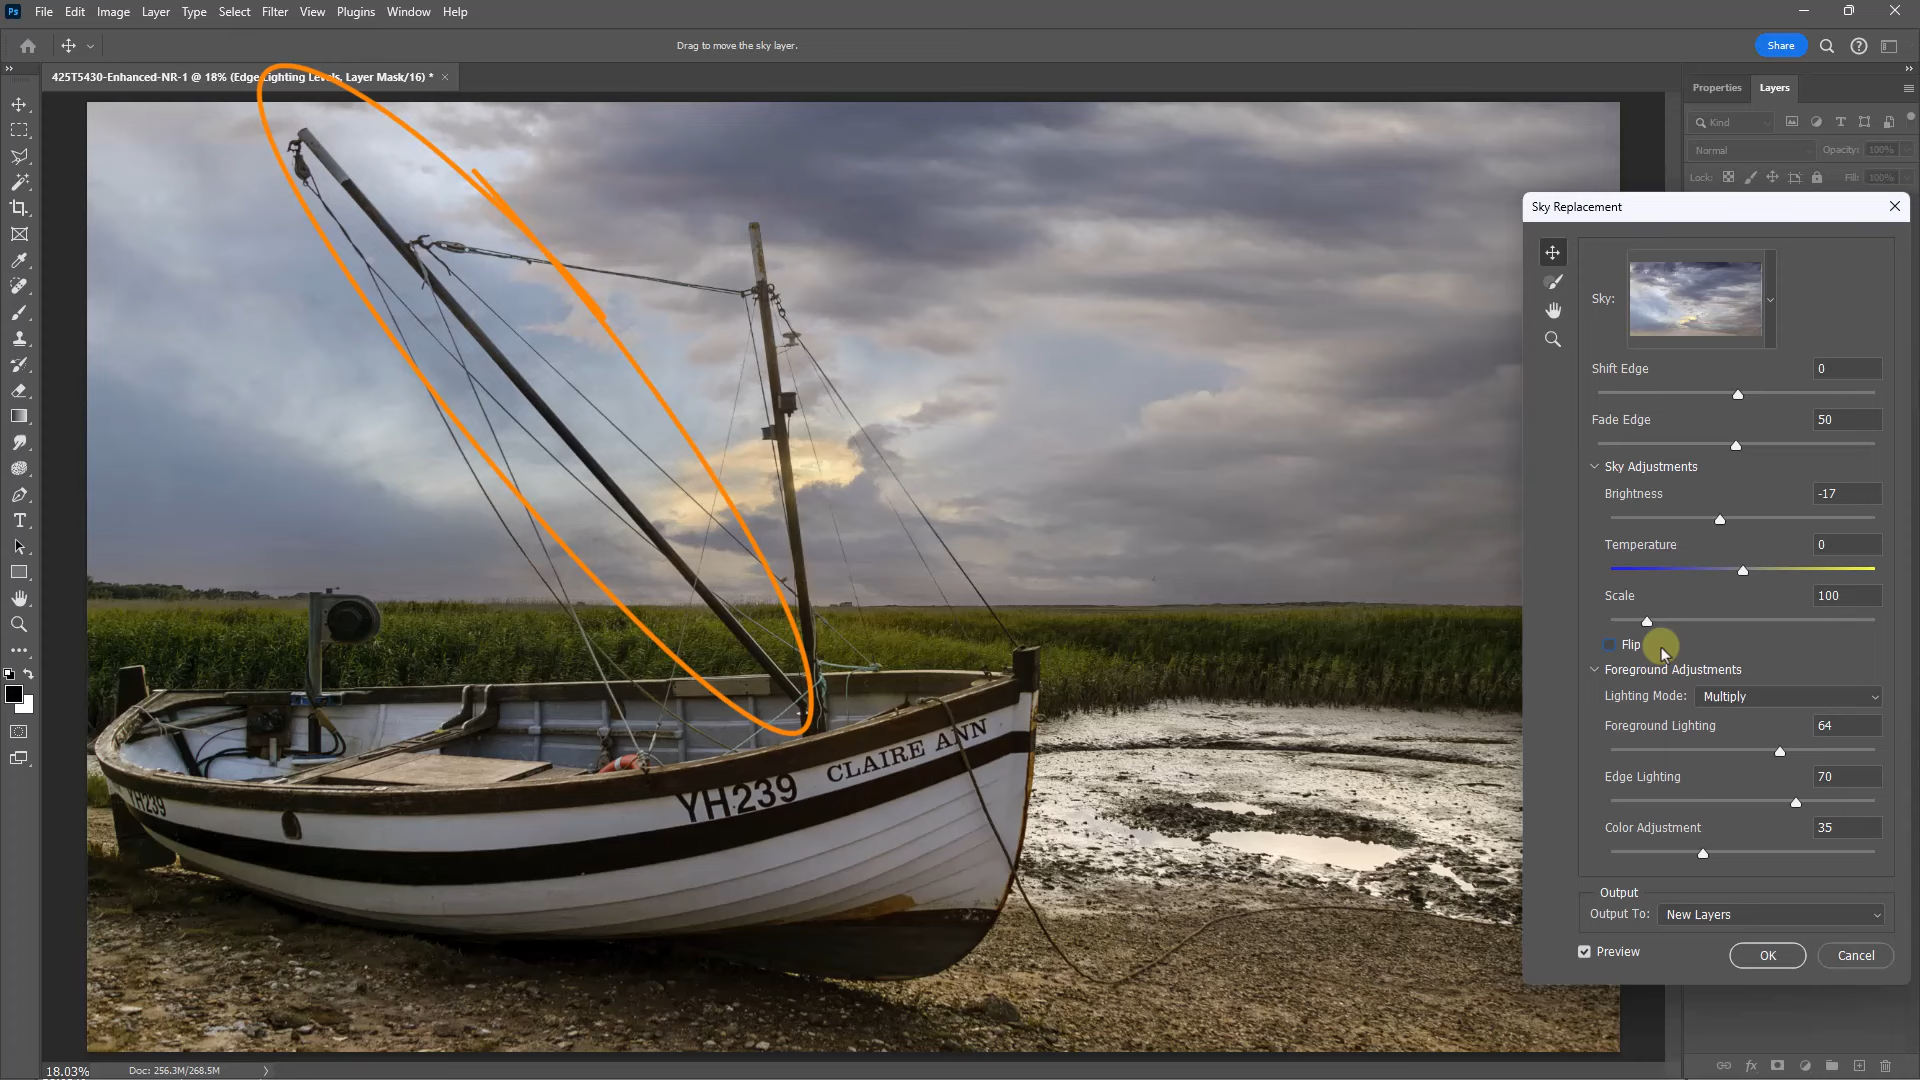 Ps File Edit Image Layer Type Select Filter View Plugins Window Help
Drag to move the sky layer.
Share
425T5430-Enhanced-NR-1 @ 18% (Edge Lighting Levels, Layer Mask/16) *
Properties Layers
Kind
Normal Opacity: 100%
Lock: Fill: 100%
Sky Replacement
Sky:
Shift Edge 0
Fade Edge 50
Sky Adjustments
Brightness -17
Temperature 0
Scale 100
Flip
Foreground Adjustments
Lighting Mode: Multiply
Foreground Lighting 64
Edge Lighting 70
Color Adjustment 35
Output
Output To: New Layers
Preview OK Cancel
CLAIRE ANN
YH239
YH239
18.03% Doc: 256.3M/268.5M